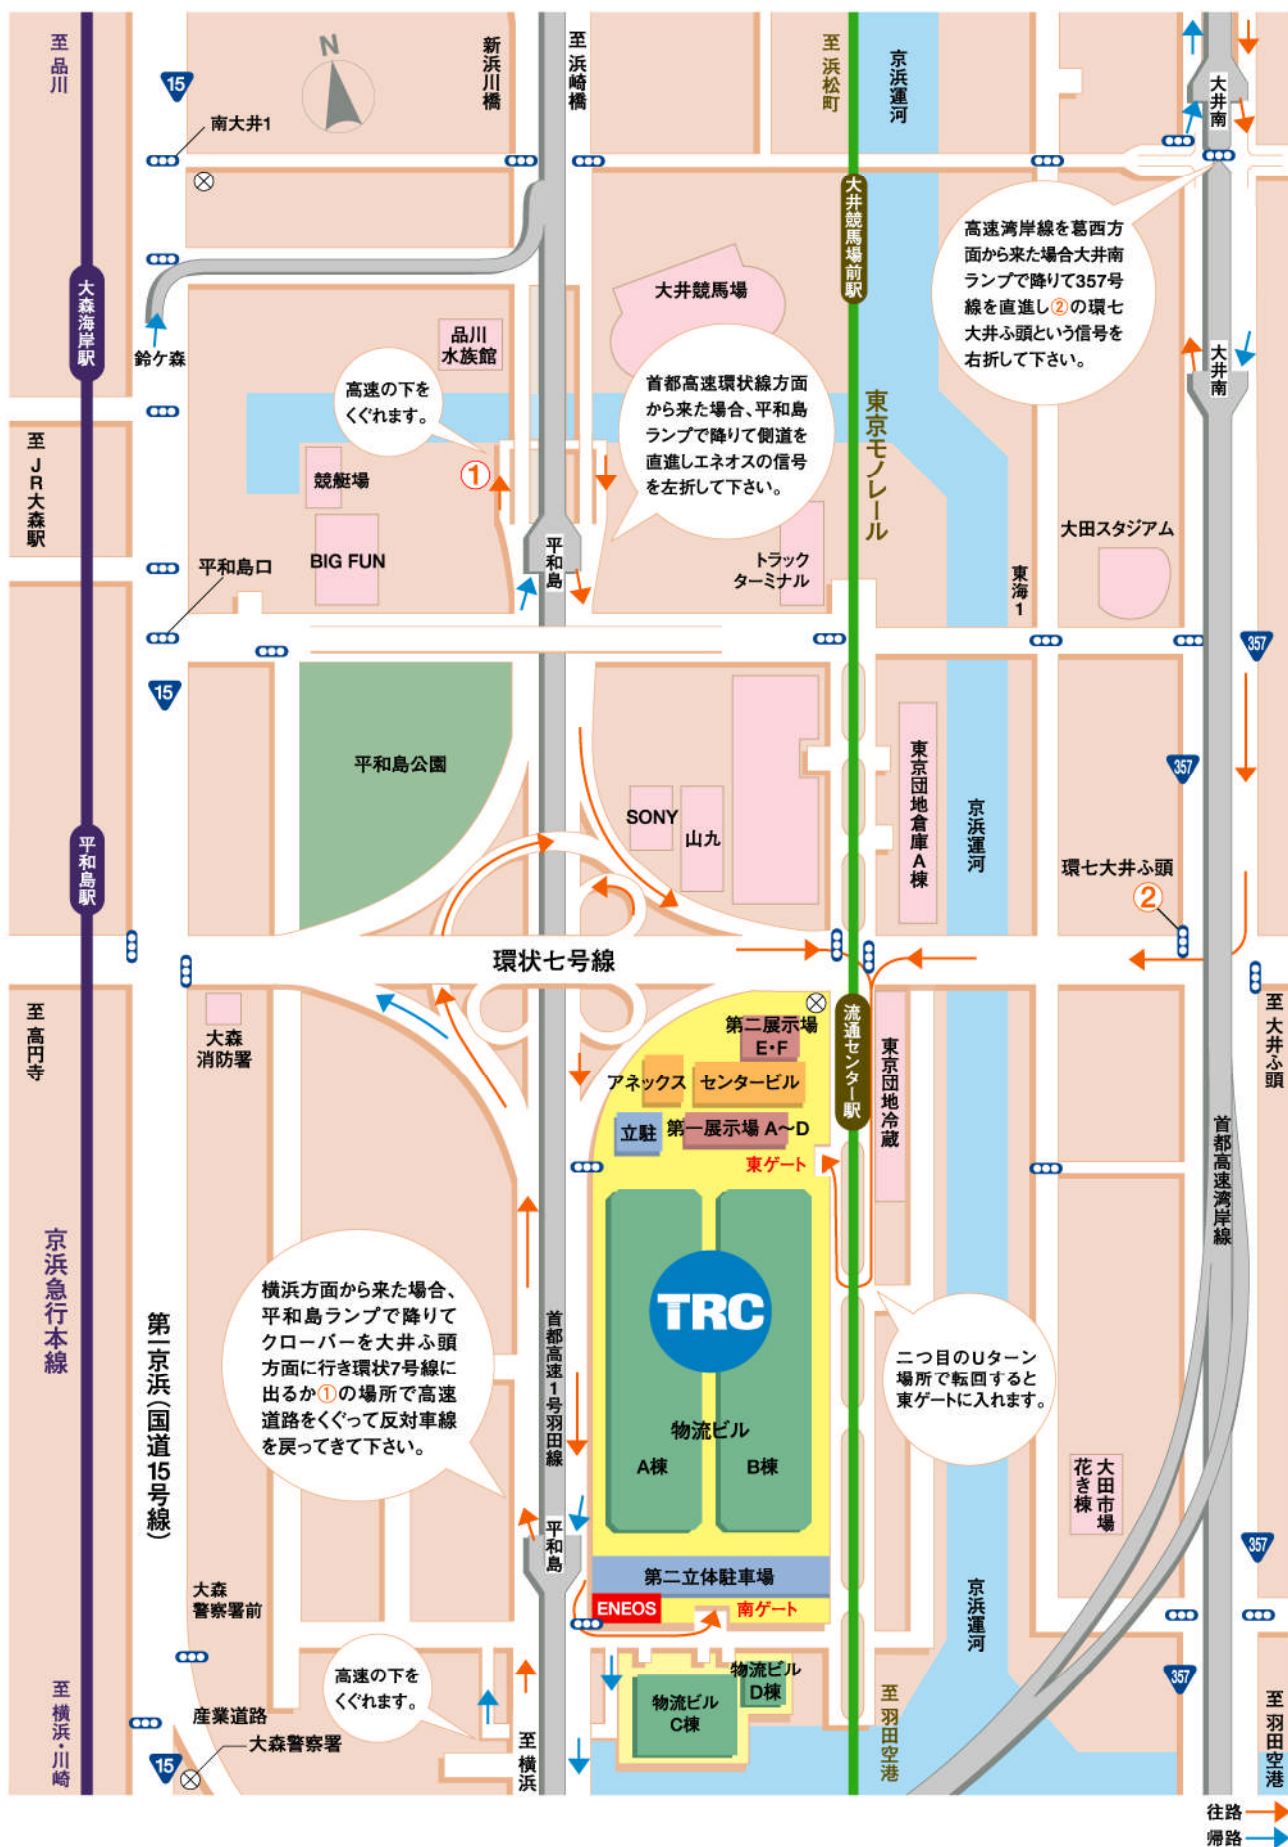 至 品川
15
新浜川橋
至 浜崎橋
至 浜松町
京浜運河
大井南
N
南大井1
大井競馬場前駅
高速湾岸線を葛西方
面から来た場合大井南
ランプで降りて357号
線を直進し②の環七
大井ふ頭という信号を
右折して下さい。
大森海岸駅
鈴ケ森
品川
水族館
大井競馬場
大井南
高速の下を
くぐれます。
首都高速環状線方面
から来た場合、平和島
ランプで降りて側道を
直進しエネオスの信号
を左折して下さい。
東京モノレール
至 JR大森駅
競艇場
①
BIG FUN
平和島
トラック
ターミナル
大田スタジアム
東海1
平和島口
15
357
平和島公園
357
SONY
山九
東京団地倉庫A棟
京浜運河
平和島駅
環七大井ふ頭
②
環状七号線
至 高円寺
大森
消防署
第二展示場
E・F
アネックス
センタービル
立駐
第一展示場 A〜D
東ゲート
流通センター駅
東京団地冷蔵
至 大井ふ頭
首都高速湾岸線
京浜急行本線
第一京浜（国道15号線）
横浜方面から来た場合、
平和島ランプで降りて
クローバーを大井ふ頭
方面に行き環状7号線に
出るか①の場所で高速
道路をくぐって反対車線
を戻ってきて下さい。
首都高速1号羽田線
TRC
物流ビル
A棟
B棟
二つ目のUターン
場所で転回すると
東ゲートに入れます。
大田市場
花き棟
平和島
第二立体駐車場
ENEOS
南ゲート
357
大森
警察署前
京浜運河
高速の下を
くぐれます。
物流ビル
D棟
物流ビル
C棟
357
至 横浜・川崎
産業道路
大森警察署
15
至 横浜
至 羽田空港
至 羽田空港
往路
帰路